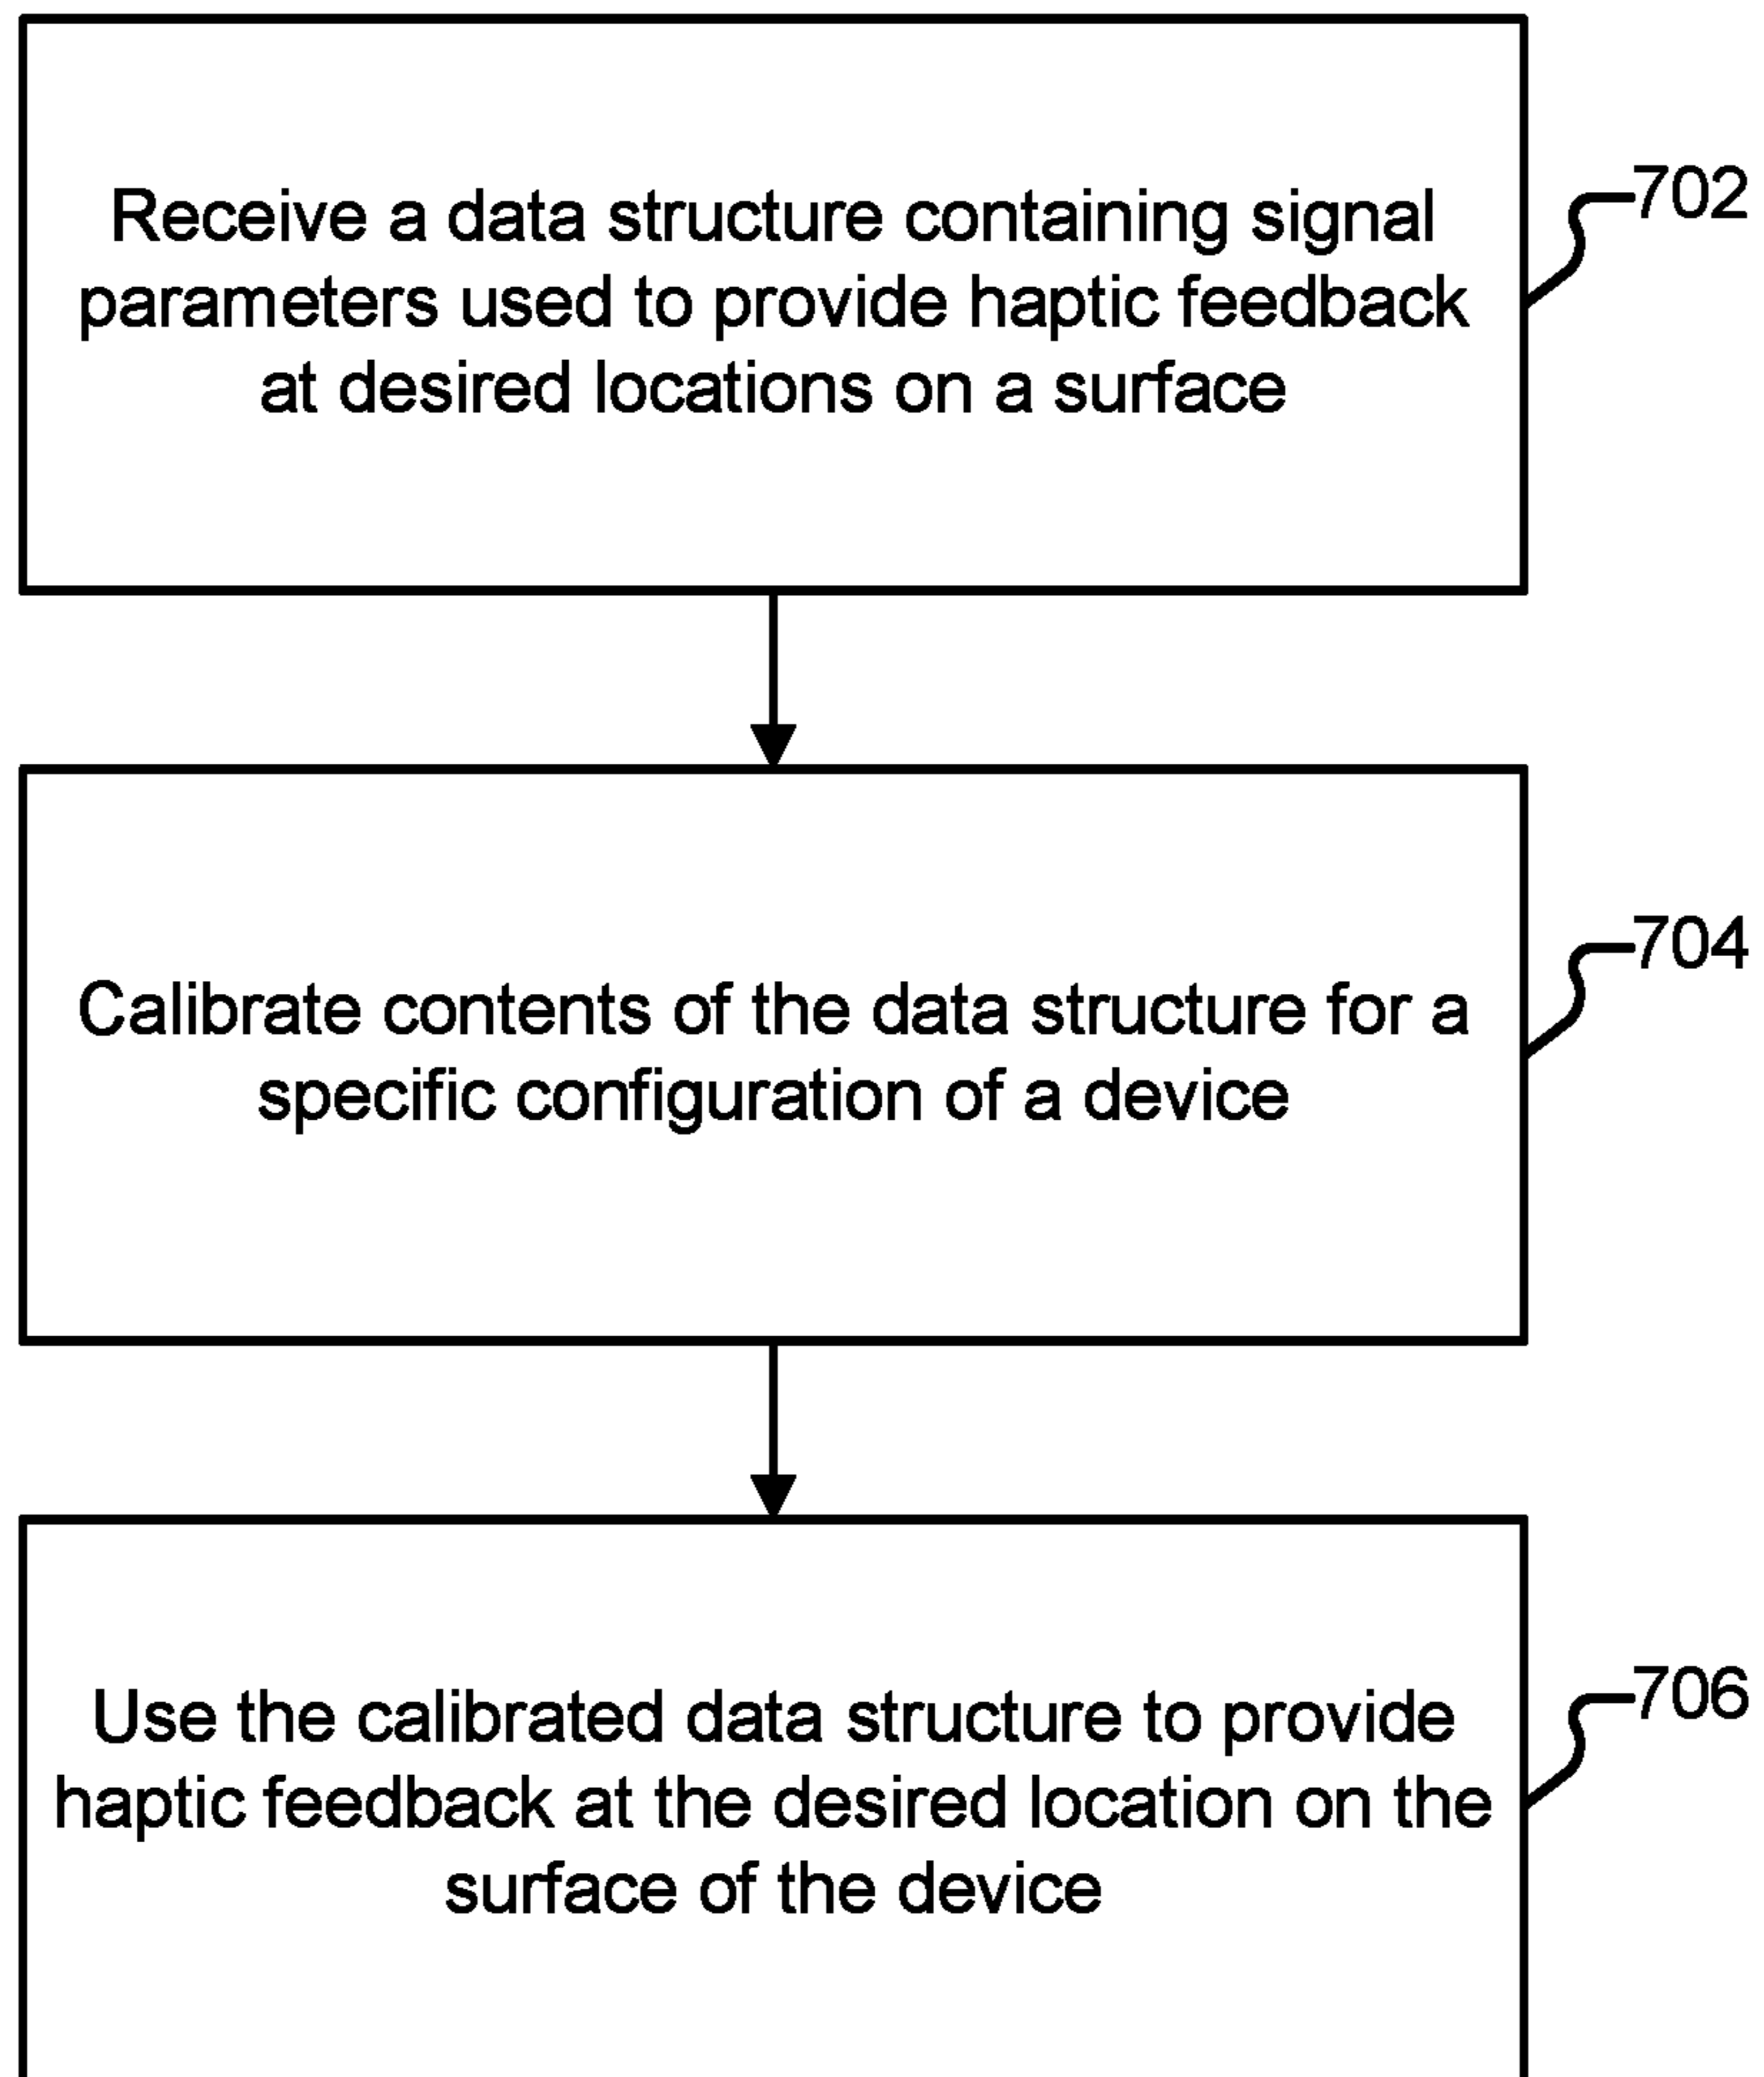 Receive a data structure containing signal
parameters used to provide haptic feedback
at desired locations on a surface
702
Calibrate contents of the data structure for a
specific configuration of a device
704
Use the calibrated data structure to provide
haptic feedback at the desired location on the
surface of the device
706